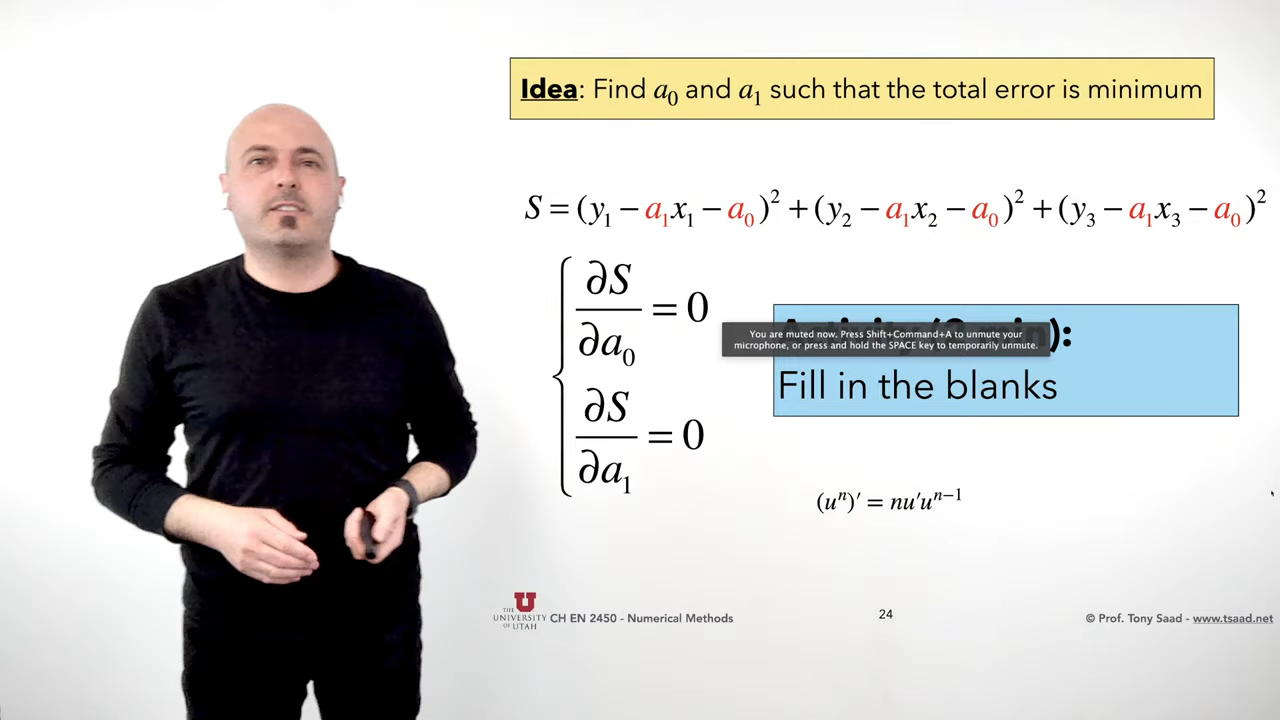 Idea: Find a₀ and a₁ such that the total error is minimum
S = (y₁ − a₁x₁ − a₀)² + (y₂ − a₁x₂ − a₀)² + (y₃ − a₁x₃ − a₀)²
∂S/∂a₀ = 0
∂S/∂a₁ = 0
You are muted now. Press Shift+Command+A to unmute your
microphone, or press and hold the SPACE key to temporarily unmute.
):
Fill in the blanks
(uⁿ)′ = nu′uⁿ⁻¹
THE
UNIVERSITY
OF UTAH
CH EN 2450 - Numerical Methods
24
© Prof. Tony Saad - www.tsaad.net